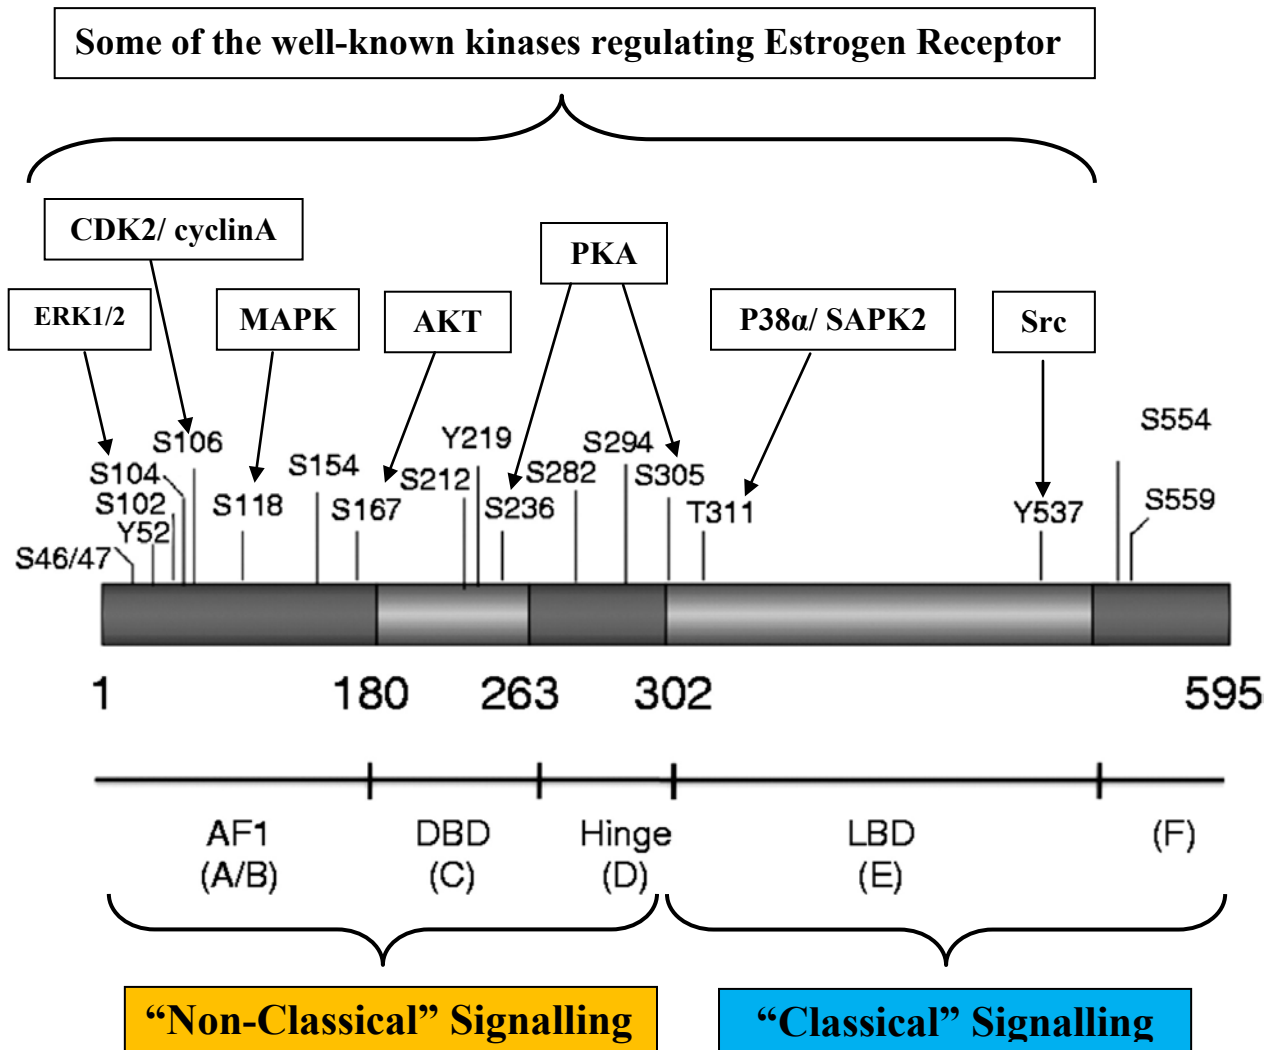 Some of the well-known kinases regulating Estrogen Receptor
CDK2/ cyclinA
PKA
ERK1/2
MAPK
AKT
P38α/ SAPK2
Src
S46/47
Y52
S102
S104
S106
S118
S154
S167
S212
Y219
S236
S282
S294
S305
T311
Y537
S554
S559
1 180 263 302 595
AF1
(A/B)
DBD
(C)
Hinge
(D)
LBD
(E)
(F)
“Non-Classical” Signalling
“Classical” Signalling